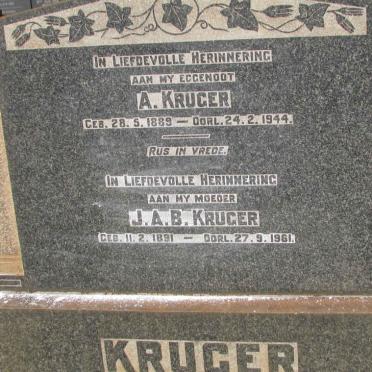 In Liefdevolle Herinnering
aan my eggenoot
A. Kruger
Geb. 28.5.1889 — Oorl. 24.2.1944.
Rus in vrede.
In Liefdevolle Herinnering
aan my moeder
J.A.B. Kruger
Geb. 11.2.1891 — Oorl. 27.9.1961.
KRUGER